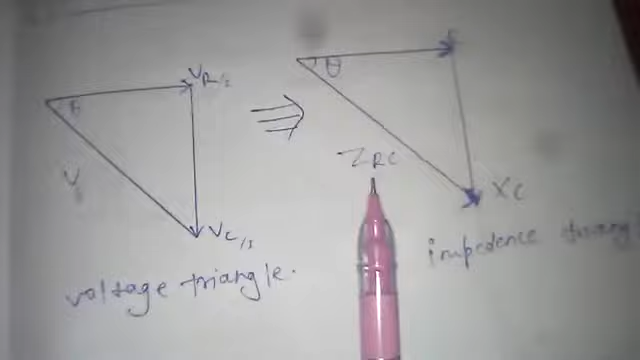 VR/I
θ
V
VC/I
voltage triangle.
θ
ZRC
XC
impedence